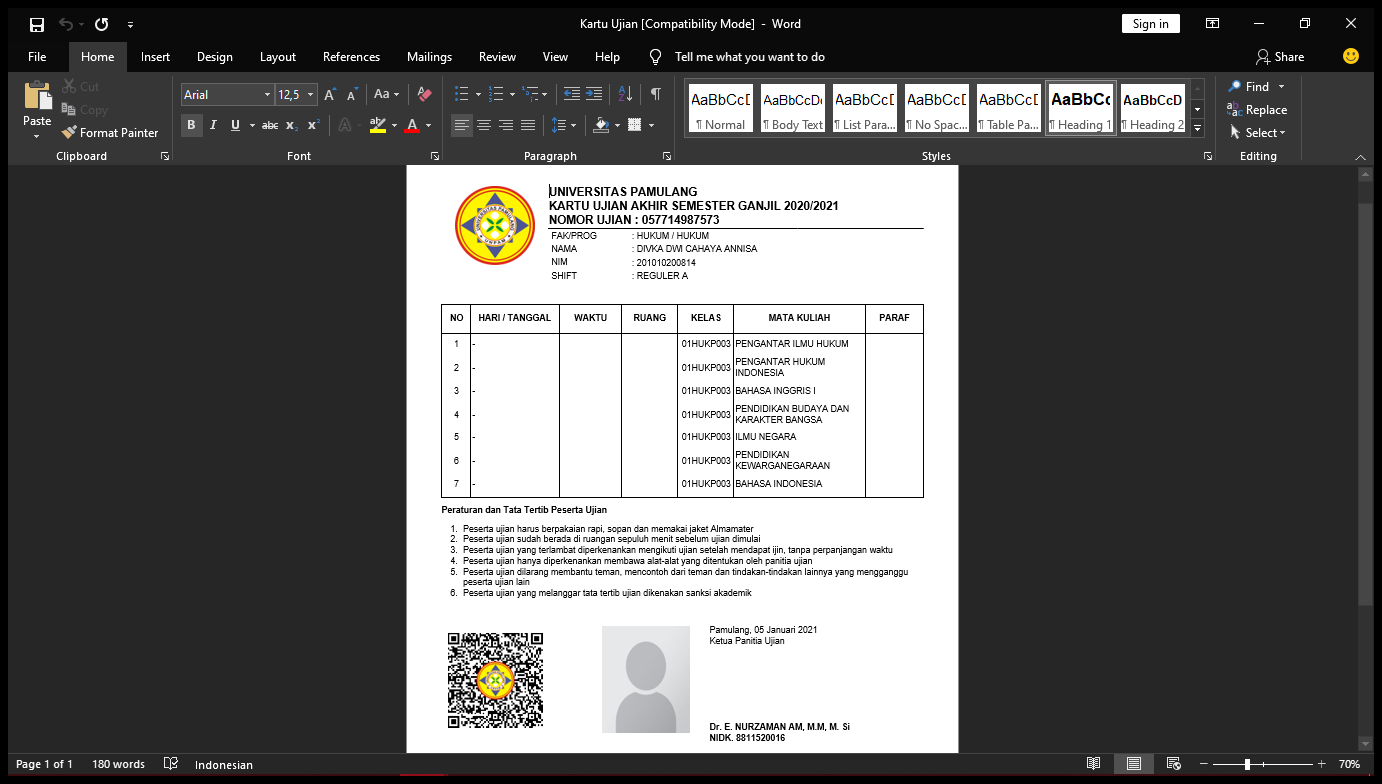 Kartu Ujian [Compatibility Mode] - Word
Sign in
File Home Insert Design Layout References Mailings Review View Help Tell me what you want to do Share
Paste
Cut
Copy
Format Painter
Clipboard
Arial 12,5
Font
Paragraph
AaBbCcI AaBbCcDc AaBbCcI AaBbCcI AaBbCcI AaBbCc AaBbCcD
¶ Normal ¶ Body Text ¶ List Para... ¶ No Spac... ¶ Table Pa... ¶ Heading 1 ¶ Heading 2
Styles
Find
Replace
Select
Editing
UNIVERSITAS PAMULANG
UNPAM
UNIVERSITAS PAMULANG
KARTU UJIAN AKHIR SEMESTER GANJIL 2020/2021
NOMOR UJIAN : 057714987573
FAK/PROG : HUKUM / HUKUM
NAMA : DIVKA DWI CAHAYA ANNISA
NIM : 201010200814
SHIFT : REGULER A
NO HARI / TANGGAL WAKTU RUANG KELAS MATA KULIAH PARAF
1 - 01HUKP003 PENGANTAR ILMU HUKUM
2 - 01HUKP003 PENGANTAR HUKUM
INDONESIA
3 - 01HUKP003 BAHASA INGGRIS I
4 - 01HUKP003 PENDIDIKAN BUDAYA DAN
KARAKTER BANGSA
5 - 01HUKP003 ILMU NEGARA
6 - 01HUKP003 PENDIDIKAN
KEWARGANEGARAAN
7 - 01HUKP003 BAHASA INDONESIA
Peraturan dan Tata Tertib Peserta Ujian
1. Peserta ujian harus berpakaian rapi, sopan dan memakai jaket Almamater
2. Peserta ujian sudah berada di ruangan sepuluh menit sebelum ujian dimulai
3. Peserta ujian yang terlambat diperkenankan mengikuti ujian setelah mendapat ijin, tanpa perpanjangan waktu
4. Peserta ujian hanya diperkenankan membawa alat-alat yang ditentukan oleh panitia ujian
5. Peserta ujian dilarang membantu teman, mencontoh dari teman dan tindakan-tindakan lainnya yang mengganggu
peserta ujian lain
6. Peserta ujian yang melanggar tata tertib ujian dikenakan sanksi akademik
Pamulang, 05 Januari 2021
Ketua Panitia Ujian
Dr. E. NURZAMAN AM, M.M, M. Si
NIDK. 8811520016
Page 1 of 1 180 words Indonesian 70%